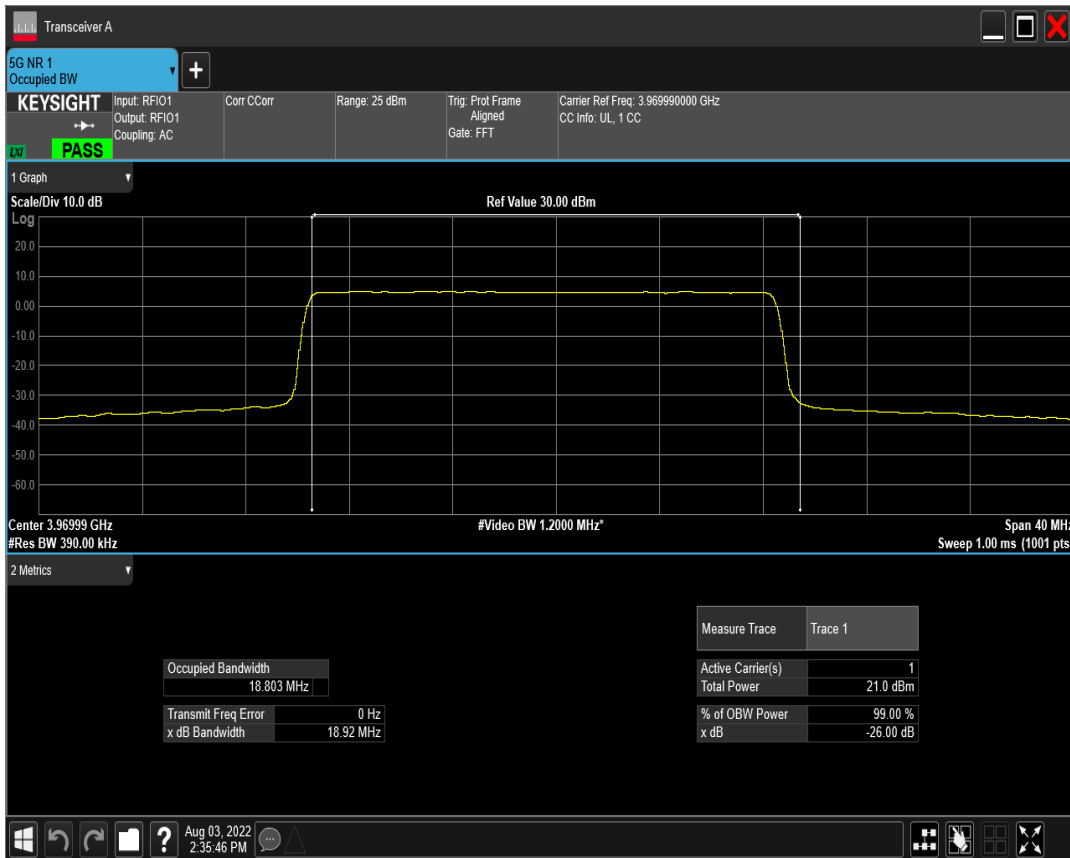 Transceiver A
5G NR 1
Occupied BW
+
KEYSIGHT
LXI
PASS
Input: RFIO1
Output: RFIO1
Coupling: AC
Corr CCorr
Range: 25 dBm
Trig: Prot Frame
Aligned
Gate: FFT
Carrier Ref Freq: 3.969990000 GHz
CC Info: UL, 1 CC
1 Graph
Scale/Div 10.0 dB
Ref Value 30.00 dBm
Log
20.0
10.0
0.00
-10.0
-20.0
-30.0
-40.0
-50.0
-60.0
Center 3.96999 GHz
#Video BW 1.2000 MHz*
Span 40 MHz
#Res BW 390.00 kHz
Sweep 1.00 ms (1001 pts
2 Metrics
Measure Trace Trace 1
Occupied Bandwidth
18.803 MHz
Active Carrier(s) 1
Total Power 21.0 dBm
Transmit Freq Error 0 Hz
x dB Bandwidth 18.92 MHz
% of OBW Power 99.00 %
x dB -26.00 dB
?
Aug 03, 2022
2:35:46 PM